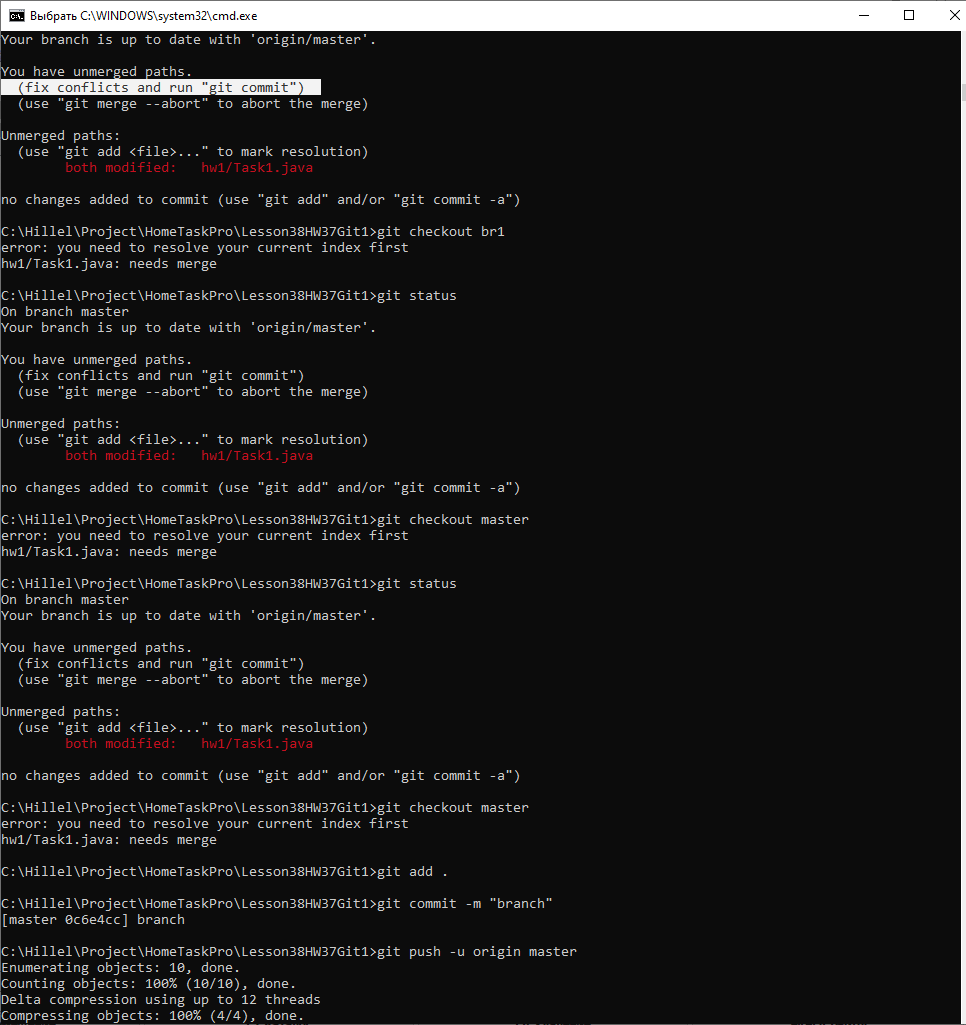 Выбрать C:\WINDOWS\system32\cmd.exe
Your branch is up to date with 'origin/master'.
You have unmerged paths.
(fix conflicts and run "git commit")
(use "git merge --abort" to abort the merge)
Unmerged paths:
(use "git add <file>..." to mark resolution)
both modified:   hw1/Task1.java
no changes added to commit (use "git add" and/or "git commit -a")
C:\Hillel\Project\HomeTaskPro\Lesson38HW37Git1>git checkout br1
error: you need to resolve your current index first
hw1/Task1.java: needs merge
C:\Hillel\Project\HomeTaskPro\Lesson38HW37Git1>git status
On branch master
Your branch is up to date with 'origin/master'.
You have unmerged paths.
(fix conflicts and run "git commit")
(use "git merge --abort" to abort the merge)
Unmerged paths:
(use "git add <file>..." to mark resolution)
both modified:   hw1/Task1.java
no changes added to commit (use "git add" and/or "git commit -a")
C:\Hillel\Project\HomeTaskPro\Lesson38HW37Git1>git checkout master
error: you need to resolve your current index first
hw1/Task1.java: needs merge
C:\Hillel\Project\HomeTaskPro\Lesson38HW37Git1>git status
On branch master
Your branch is up to date with 'origin/master'.
You have unmerged paths.
(fix conflicts and run "git commit")
(use "git merge --abort" to abort the merge)
Unmerged paths:
(use "git add <file>..." to mark resolution)
both modified:   hw1/Task1.java
no changes added to commit (use "git add" and/or "git commit -a")
C:\Hillel\Project\HomeTaskPro\Lesson38HW37Git1>git checkout master
error: you need to resolve your current index first
hw1/Task1.java: needs merge
C:\Hillel\Project\HomeTaskPro\Lesson38HW37Git1>git add .
C:\Hillel\Project\HomeTaskPro\Lesson38HW37Git1>git commit -m "branch"
[master 0c6e4cc] branch
C:\Hillel\Project\HomeTaskPro\Lesson38HW37Git1>git push -u origin master
Enumerating objects: 10, done.
Counting objects: 100% (10/10), done.
Delta compression using up to 12 threads
Compressing objects: 100% (4/4), done.